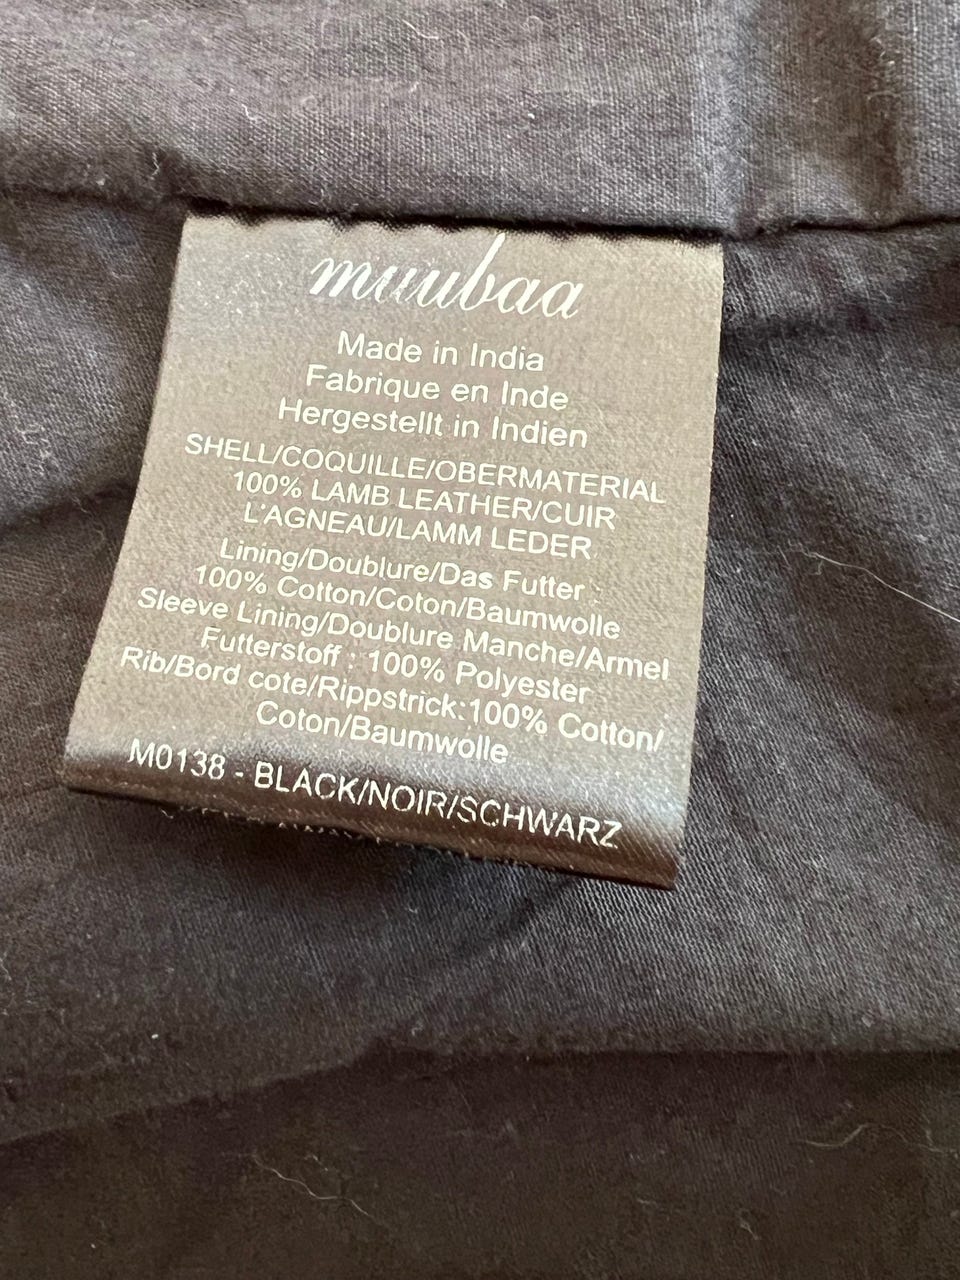 muubaa
Made in India
Fabrique en Inde
Hergestellt in Indien
SHELL/COQUILLE/OBERMATERIAL
100% LAMB LEATHER/CUIR
L'AGNEAU/LAMM LEDER
Lining/Doublure/Das Futter :
100% Cotton/Coton/Baumwolle
Sleeve Lining/Doublure Manche/Armel
Futterstoff : 100% Polyester
Rib/Bord cote/Rippstrick:100% Cotton/
Coton/Baumwolle
M0138 - BLACK/NOIR/SCHWARZ